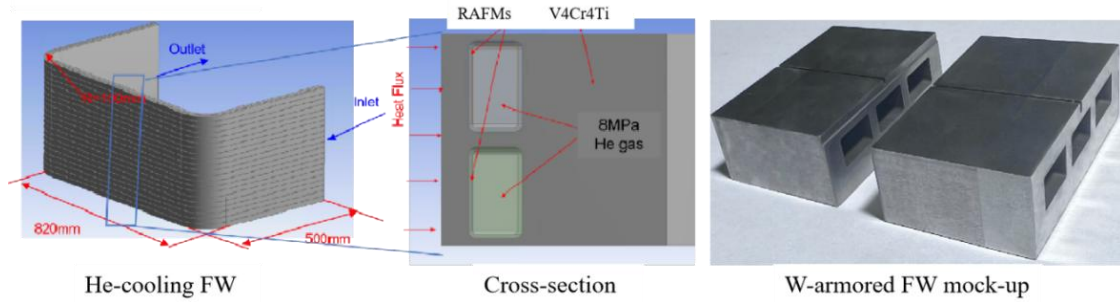 RAFMs V4Cr4Ti
Outlet
Inlet
820mm
500mm
Heat Flux
8MPa
He gas
He-cooling FW
Cross-section
W-armored FW mock-up